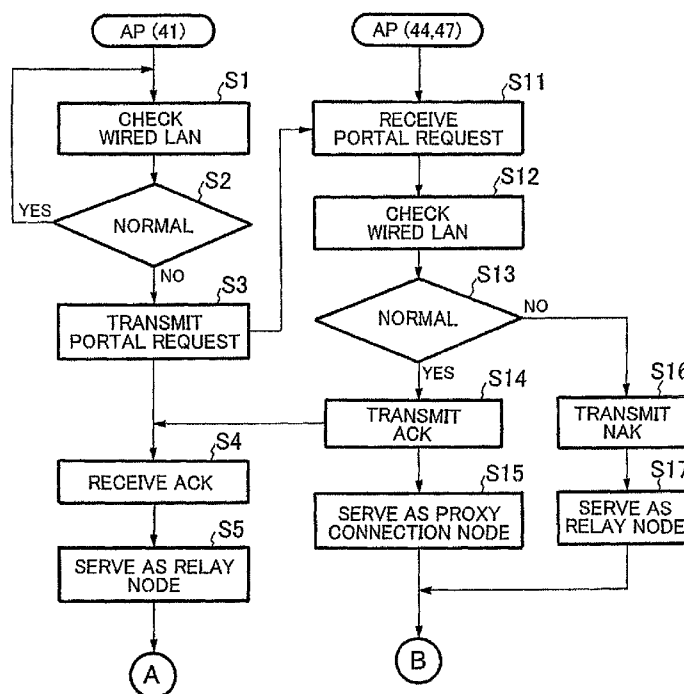 AP (41)
S1
CHECK
WIRED LAN
S2
YES
NORMAL
NO
S3
TRANSMIT
PORTAL REQUEST
S4
RECEIVE ACK
S5
SERVE AS RELAY
NODE
A
AP (44,47)
S11
RECEIVE
PORTAL REQUEST
S12
CHECK
WIRED LAN
S13
NORMAL
NO
YES
S14
TRANSMIT
ACK
S15
SERVE AS PROXY
CONNECTION NODE
S16
TRANSMIT
NAK
S17
SERVE AS
RELAY NODE
B